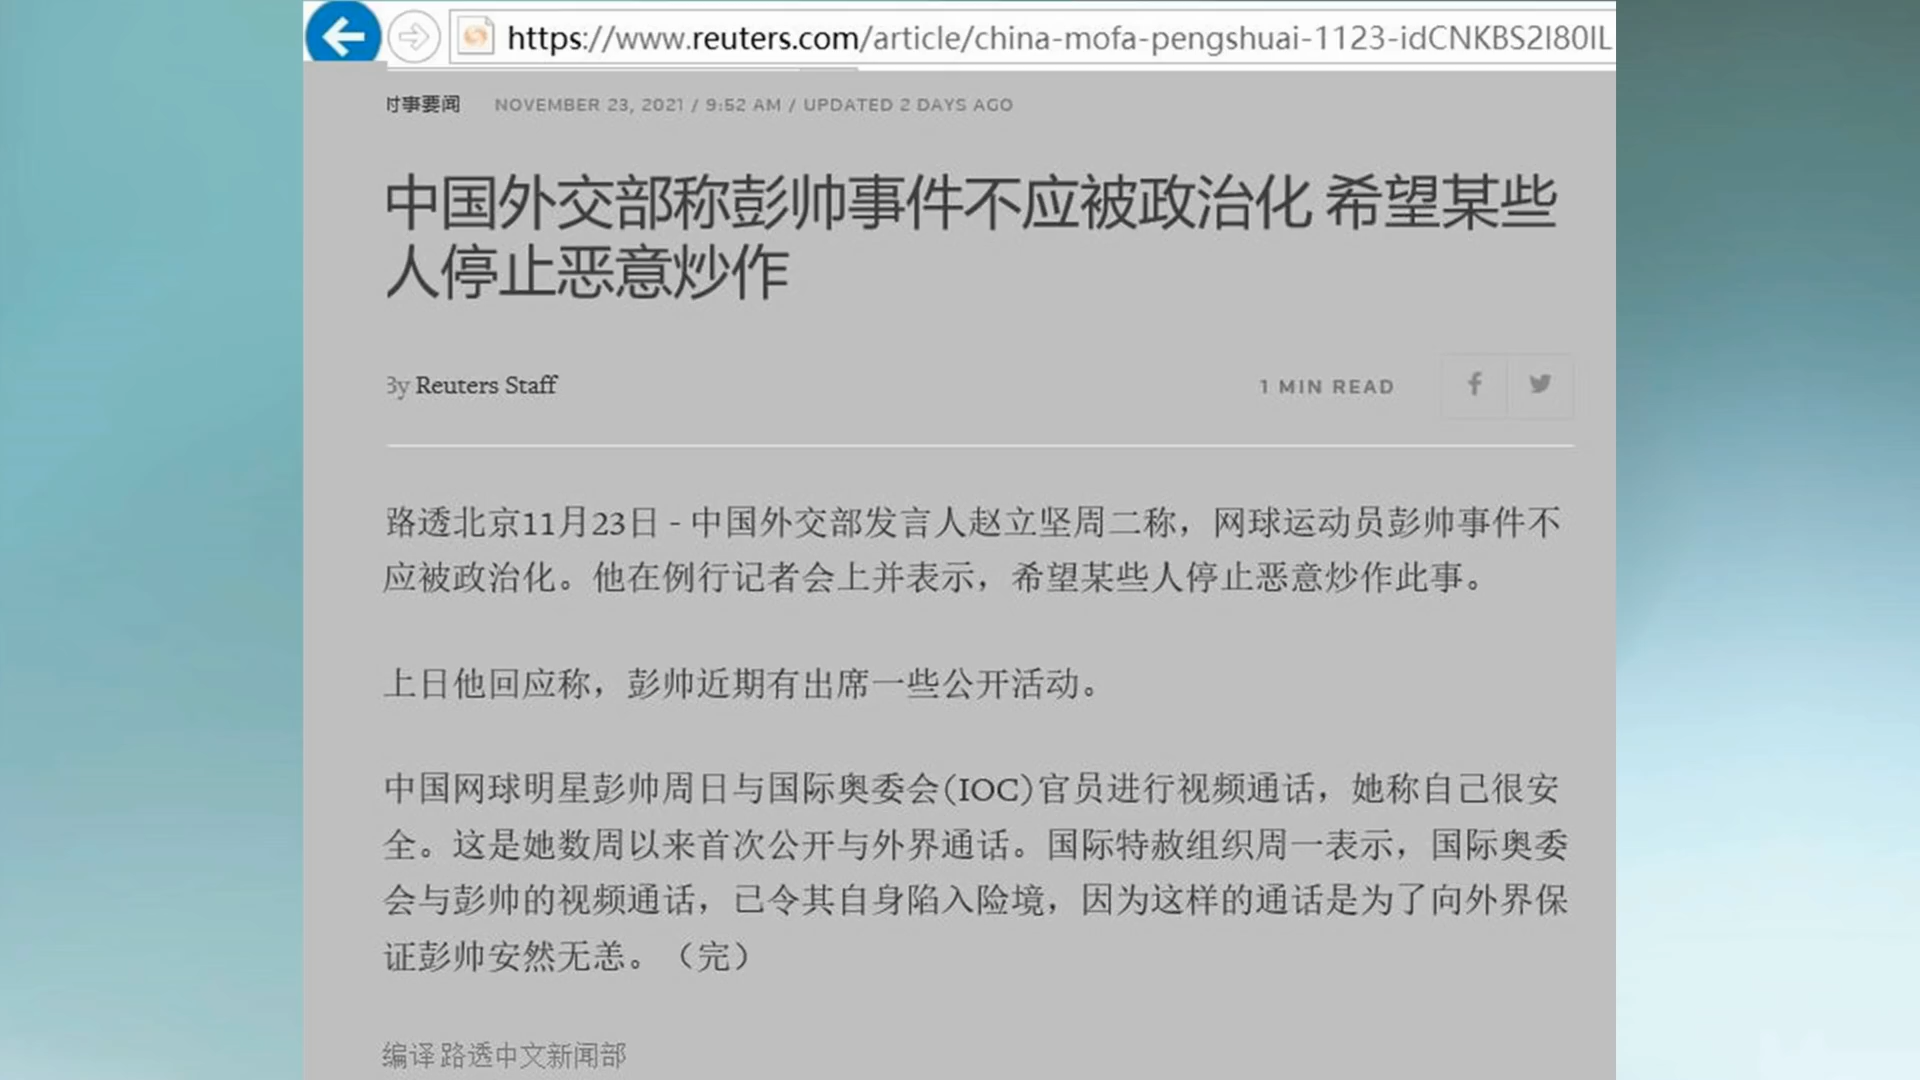 https://www.reuters.com/article/china-mofa-pengshuai-1123-idCNKBS2I80IL
时事要闻 NOVEMBER 23, 2021 / 9:52 AM / UPDATED 2 DAYS AGO
中国外交部称彭帅事件不应被政治化 希望某些
人停止恶意炒作
By Reuters Staff 1 MIN READ
路透北京11月23日 - 中国外交部发言人赵立坚周二称，网球运动员彭帅事件不
应被政治化。他在例行记者会上并表示，希望某些人停止恶意炒作此事。
上日他回应称，彭帅近期有出席一些公开活动。
中国网球明星彭帅周日与国际奥委会(IOC)官员进行视频通话，她称自己很安
全。这是她数周以来首次公开与外界通话。国际特赦组织周一表示，国际奥委
会与彭帅的视频通话，已令其自身陷入险境，因为这样的通话是为了向外界保
证彭帅安然无恙。（完）
编译 路透中文新闻部